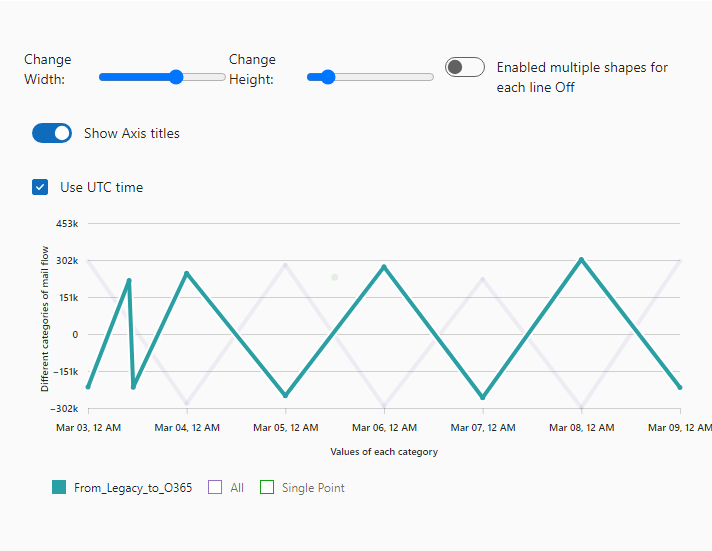 Change Width:
Change Height:
Enabled multiple shapes for
each line Off
Show Axis titles
Use UTC time
453k
302k
151k
0
−151k
−302k
Different categories of mail flow
Mar 03, 12 AM
Mar 04, 12 AM
Mar 05, 12 AM
Mar 06, 12 AM
Mar 07, 12 AM
Mar 08, 12 AM
Mar 09, 12 AM
Values of each category
From_Legacy_to_O365
All
Single Point